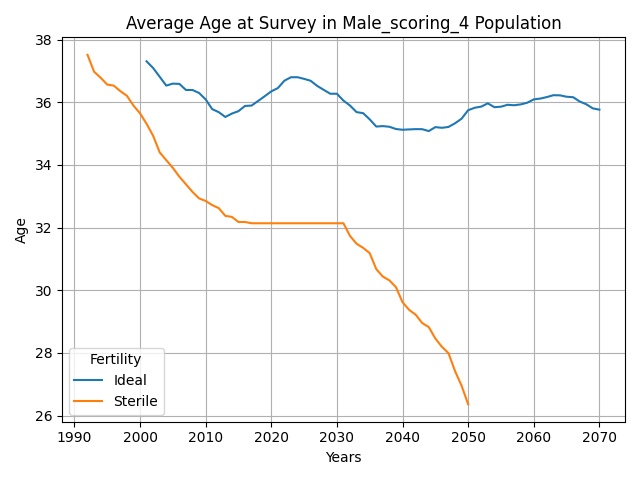 Average Age at Survey in Male_scoring_4 Population
38
36
34
32
30
28
26
Age
Fertility
Ideal
Sterile
1990 2000 2010 2020 2030 2040 2050 2060 2070
Years